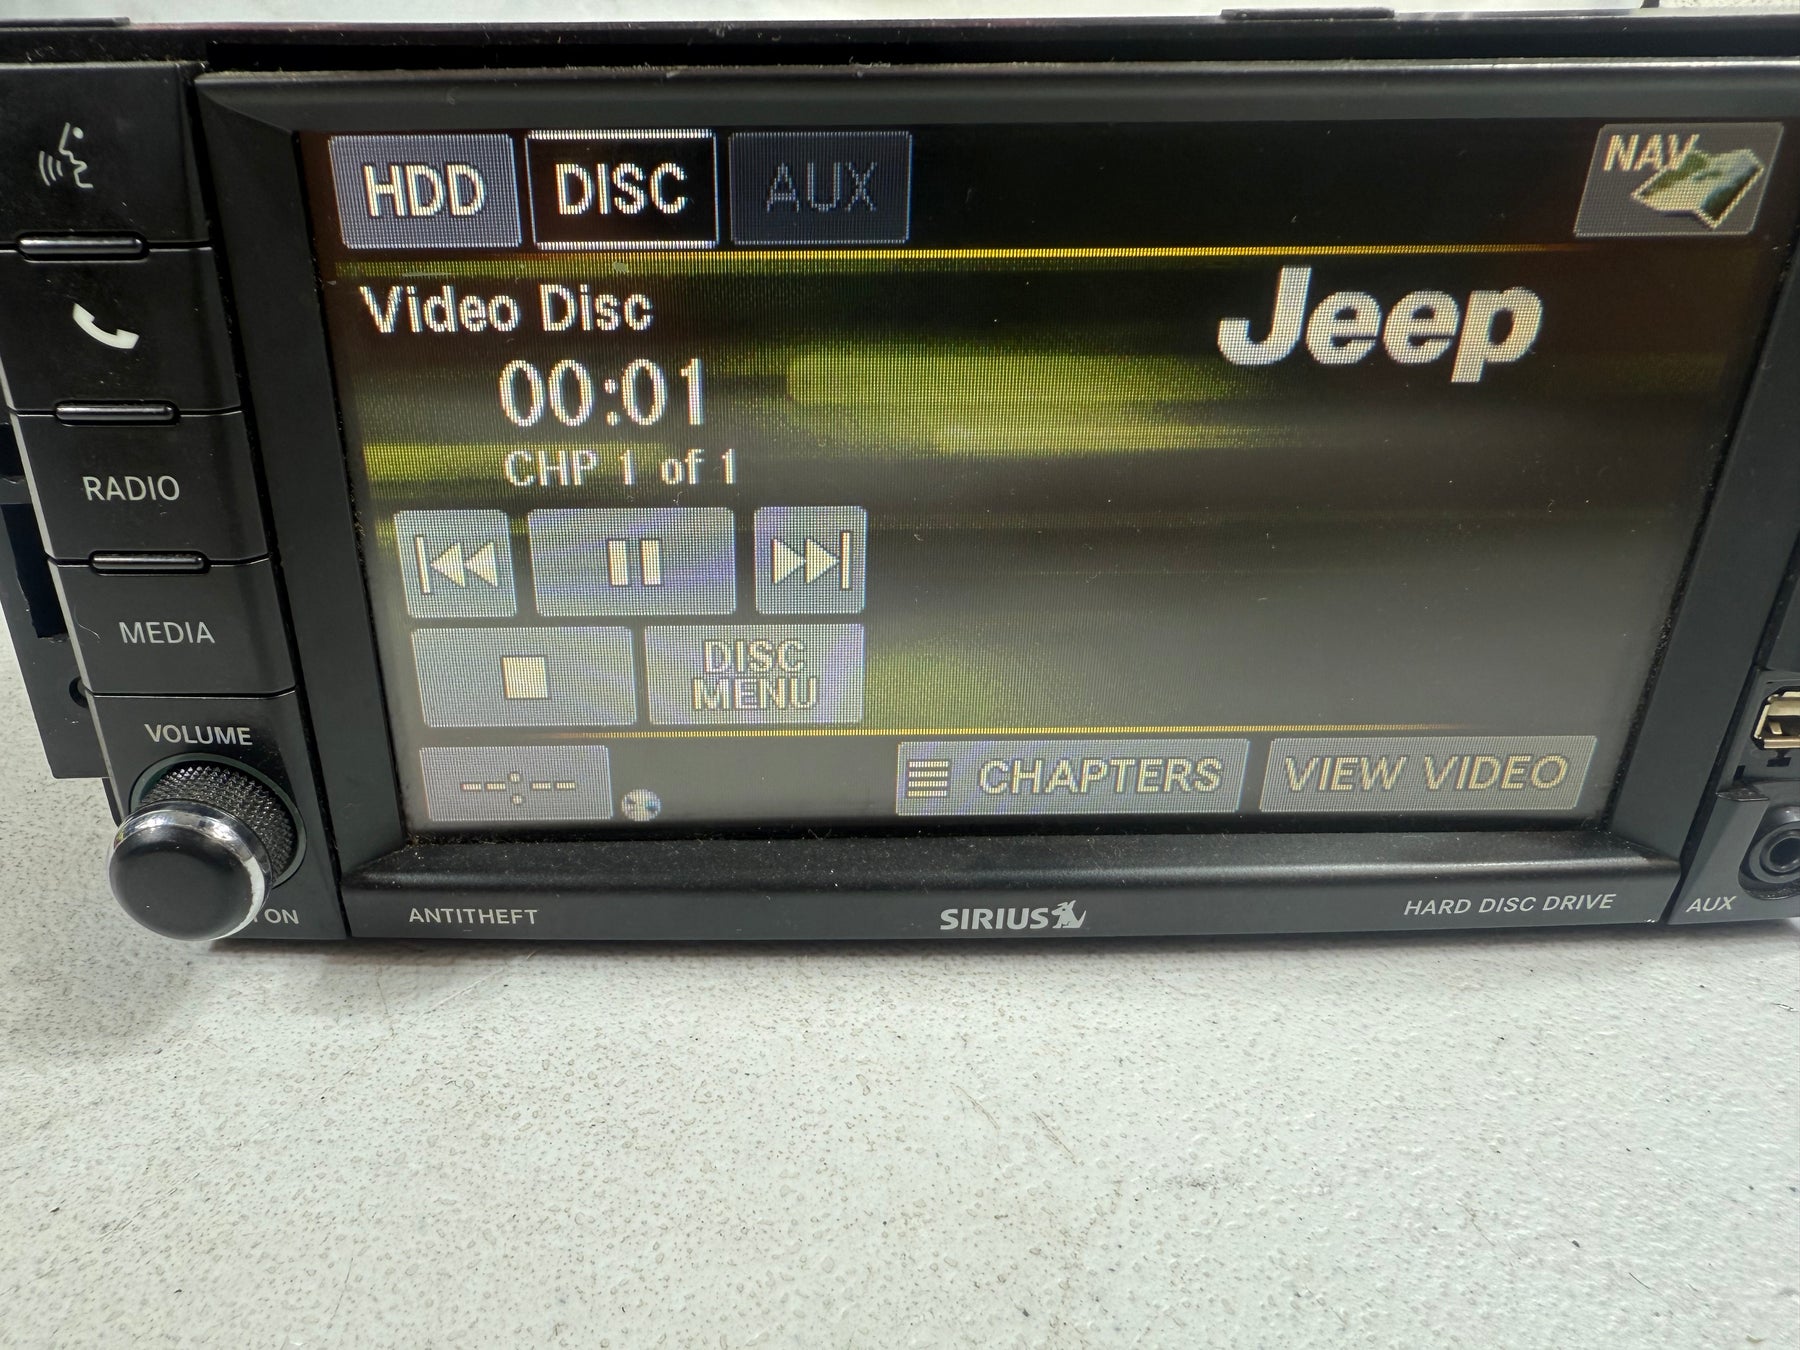 HDD DISC AUX NAV
Video Disc
Jeep
00:01
CHP 1 of 1
RADIO
MEDIA
DISC
MENU
VOLUME
--:--
CHAPTERS
VIEW VIDEO
ON
ANTITHEFT
SIRIUS
HARD DISC DRIVE
AUX